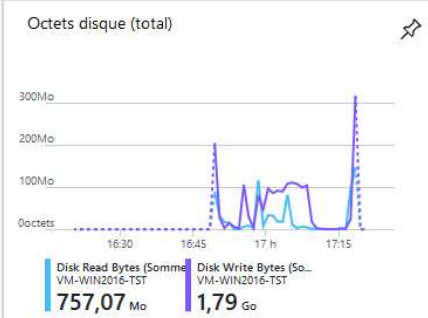 Octets disque (total)
300Mo
200Mo
100Mo
0octets
16:30 16:45 17 h 17:15
Disk Read Bytes (Somme Disk Write Bytes (So...
VM-WIN2016-TST VM-WIN2016-TST
757,07 Mo 1,79 Go